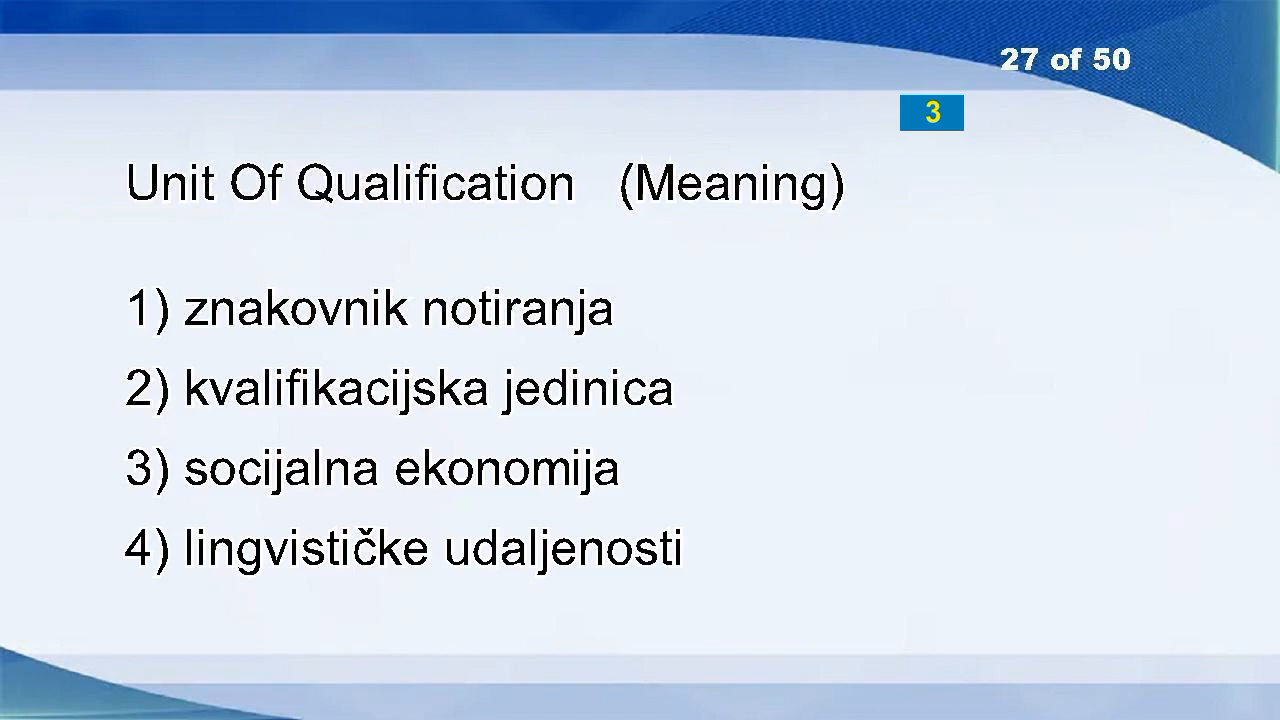 27 of 50
3
Unit Of Qualification (Meaning)
1) znakovnik notiranja
2) kvalifikacijska jedinica
3) socijalna ekonomija
4) lingvističke udaljenosti